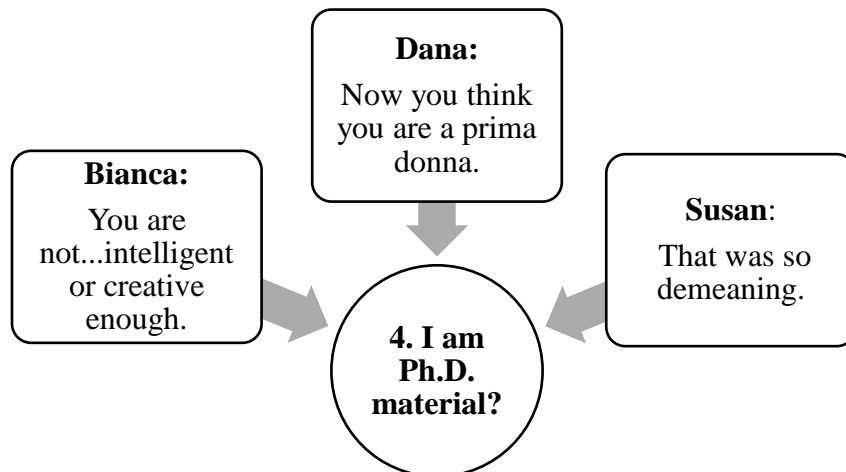 Dana:
Now you think
you are a prima
donna.
Bianca:
You are
not...intelligent
or creative
enough.
Susan:
That was so
demeaning.
4. I am
Ph.D.
material?